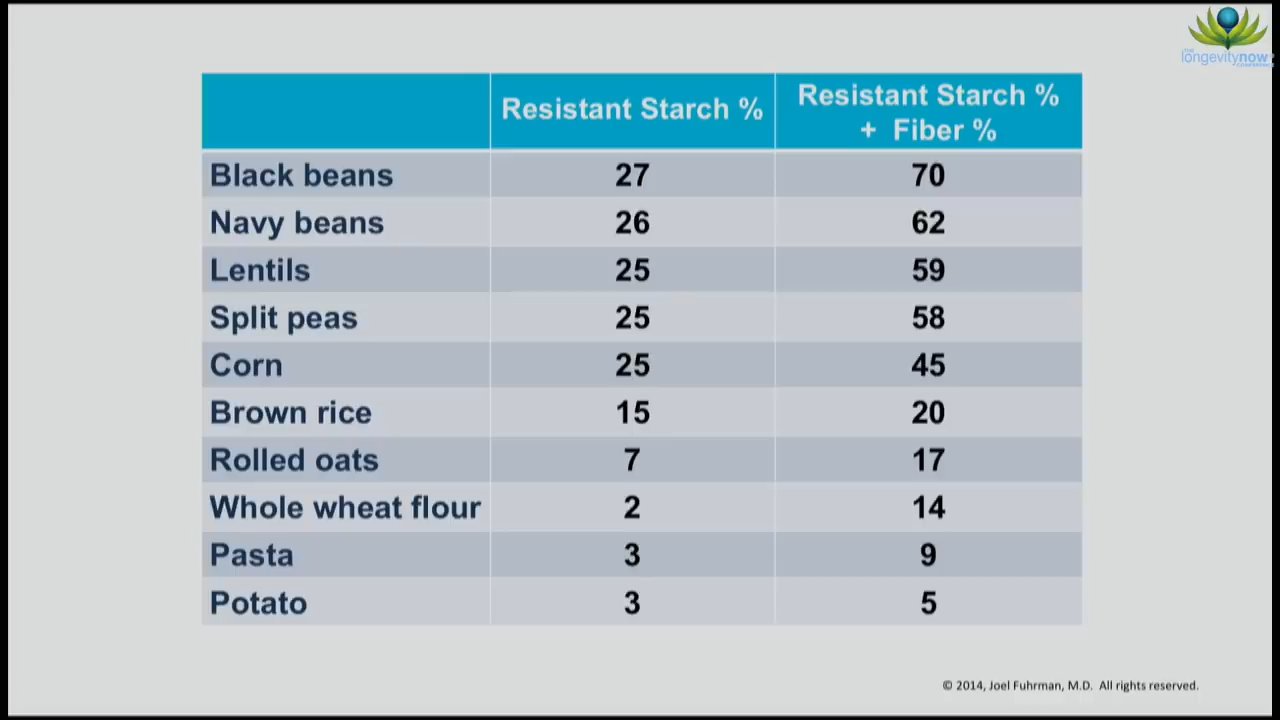 the
longevitynow
CONFERENCE
Resistant Starch %
Resistant Starch %
+ Fiber %
Black beans 27 70
Navy beans 26 62
Lentils 25 59
Split peas 25 58
Corn 25 45
Brown rice 15 20
Rolled oats 7 17
Whole wheat flour 2 14
Pasta 3 9
Potato 3 5
© 2014, Joel Fuhrman, M.D. All rights reserved.